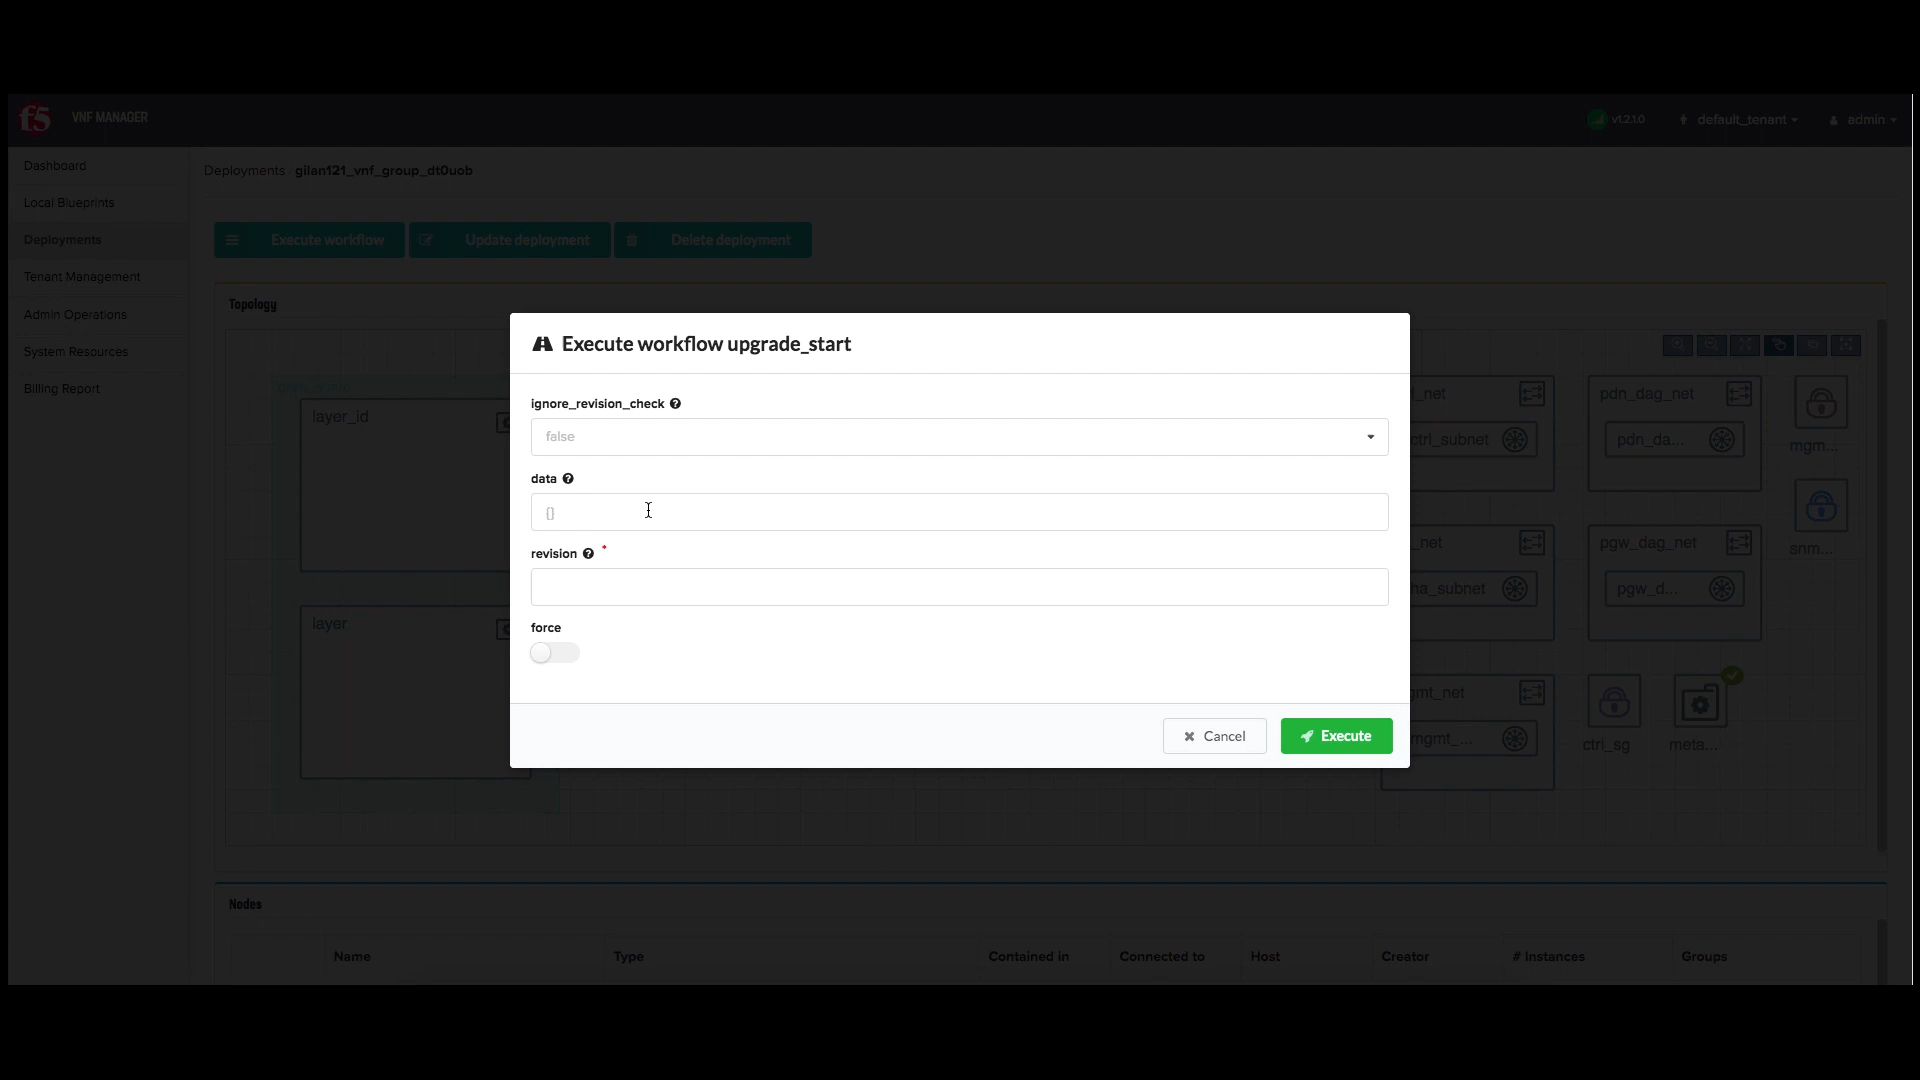 f5 VNF MANAGER
v1.2.1.0 default_tenant admin
Dashboard
Local Blueprints
Deployments
Tenant Management
Admin Operations
System Resources
Billing Report
Deployments gilan121_vnf_group_dt0uob
Execute workflow Update deployment Delete deployment
Topology
layer_id
layer
Execute workflow upgrade_start
ignore_revision_check
false
data
{}
revision *
force
Cancel Execute
_net pdn_dag_net
ctrl_subnet pdn_da... mgm...
_net pgw_dag_net snm...
ha_subnet pgw_d...
gmt_net
mgmt_... ctrl_sg meta...
Nodes
Name Type Contained in Connected to Host Creator # Instances Groups